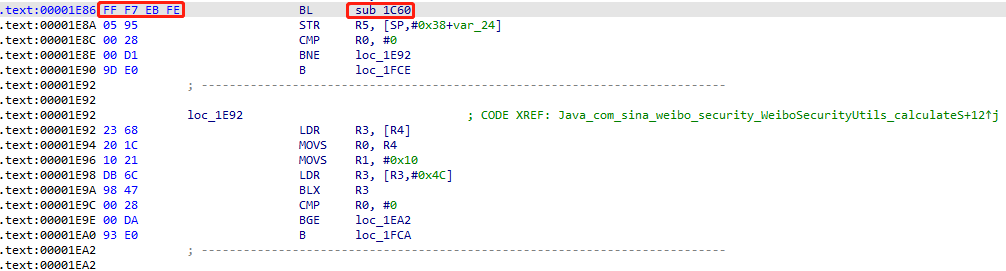 .text:00001E86 FF F7 EB FE BL sub_1C60
.text:00001E8A 05 95 STR R5, [SP,#0x38+var_24]
.text:00001E8C 00 28 CMP R0, #0
.text:00001E8E 00 D1 BNE loc_1E92
.text:00001E90 9D E0 B loc_1FCE
.text:00001E92 ; ---------------------------------------------------------------------------
.text:00001E92
.text:00001E92 loc_1E92 ; CODE XREF: Java_com_sina_weibo_security_WeiboSecurityUtils_calculateS+12↑j
.text:00001E92 23 68 LDR R3, [R4]
.text:00001E94 20 1C MOVS R0, R4
.text:00001E96 10 21 MOVS R1, #0x10
.text:00001E98 DB 6C LDR R3, [R3,#0x4C]
.text:00001E9A 98 47 BLX R3
.text:00001E9C 00 28 CMP R0, #0
.text:00001E9E 00 DA BGE loc_1EA2
.text:00001EA0 93 E0 B loc_1FCA
.text:00001EA2 ; ---------------------------------------------------------------------------
.text:00001EA2